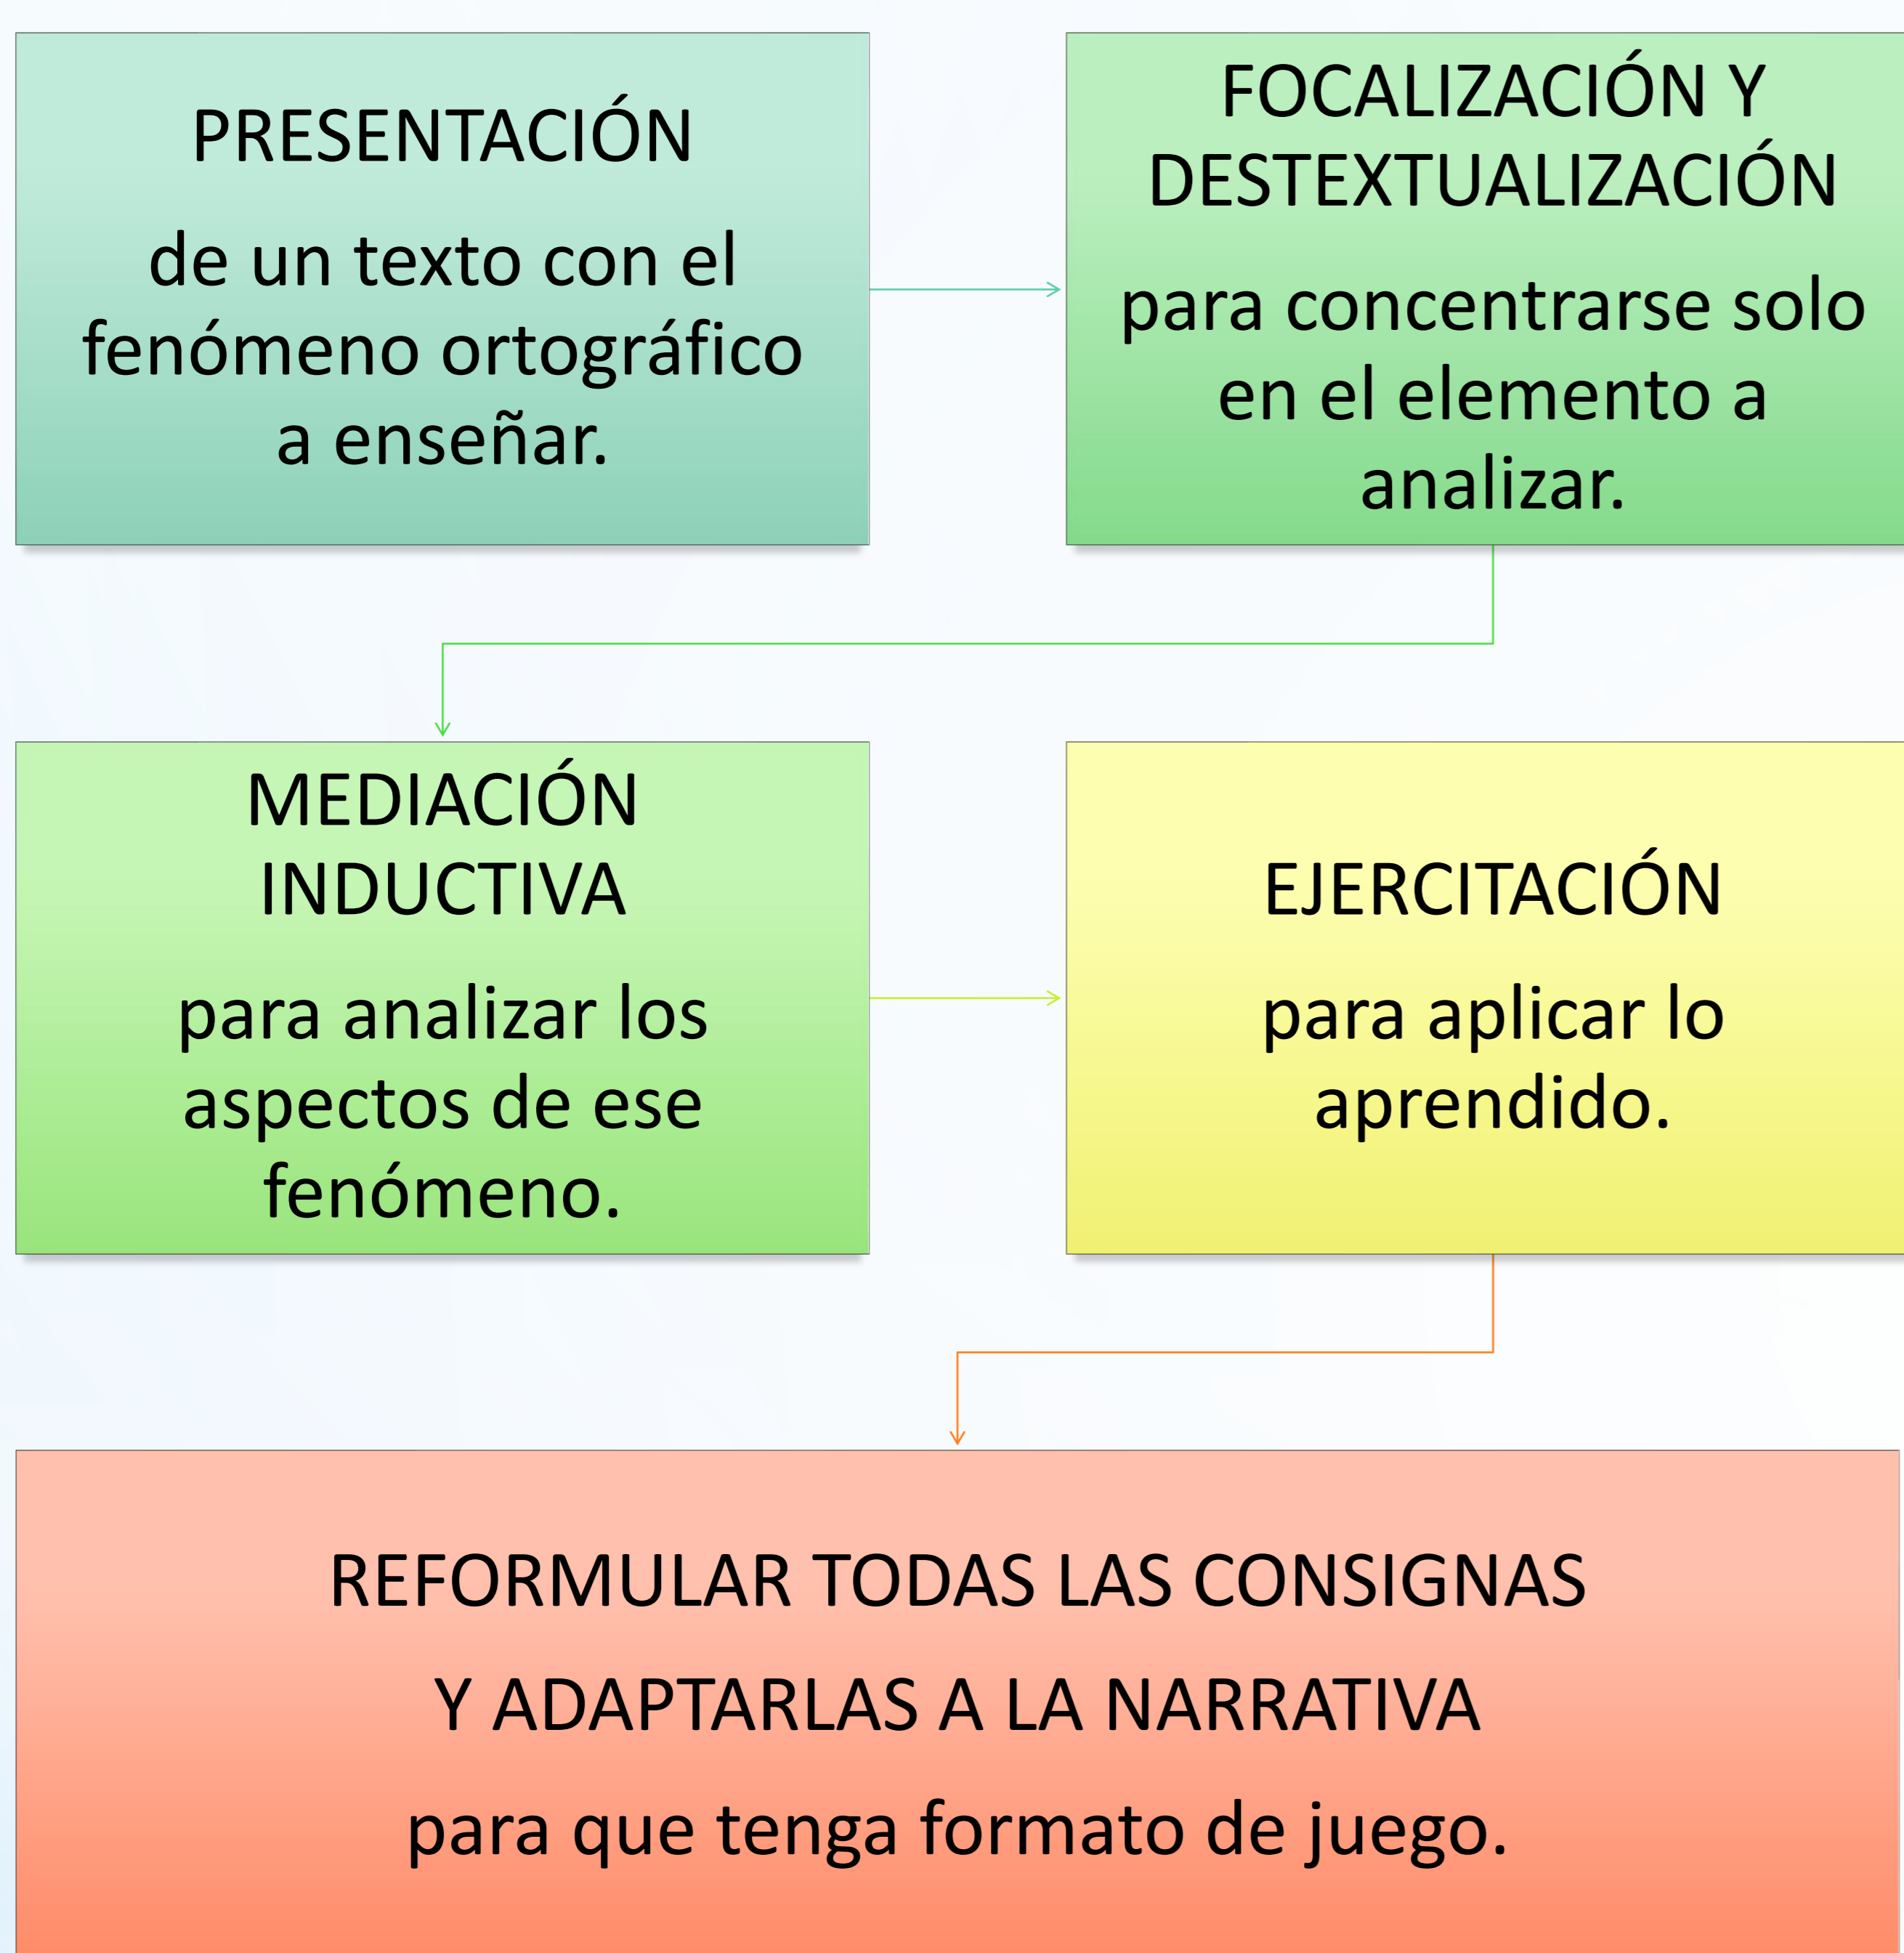 PRESENTACIÓN
de un texto con el
fenómeno ortográfico
a enseñar.
FOCALIZACIÓN Y
DESTEXTUALIZACIÓN
para concentrarse solo
en el elemento a
analizar.
MEDIACIÓN
INDUCTIVA
para analizar los
aspectos de ese
fenómeno.
EJERCITACIÓN
para aplicar lo
aprendido.
REFORMULAR TODAS LAS CONSIGNAS
Y ADAPTARLAS A LA NARRATIVA
para que tenga formato de juego.